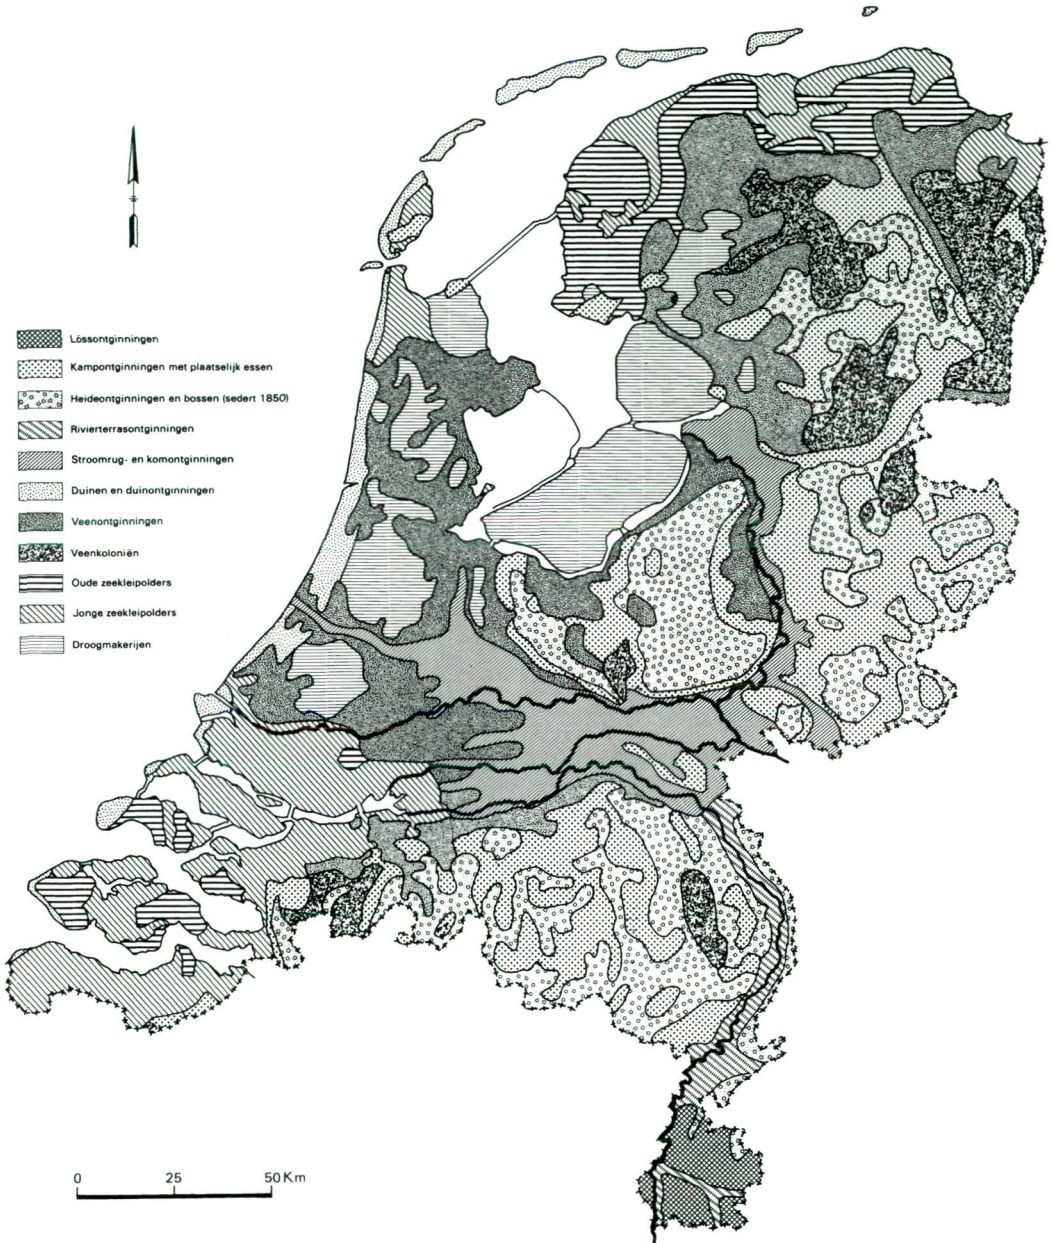 Lössontginningen
Kampontginningen met plaatselijk essen
Heideontginningen en bossen (sedert 1850)
Rivierterrasontginningen
Stroomrug- en komontginningen
Duinen en duinontginningen
Veenontginningen
Veenkoloniën
Oude zeekleipolders
Jonge zeekleipolders
Droogmakerijen
0 25 50 Km